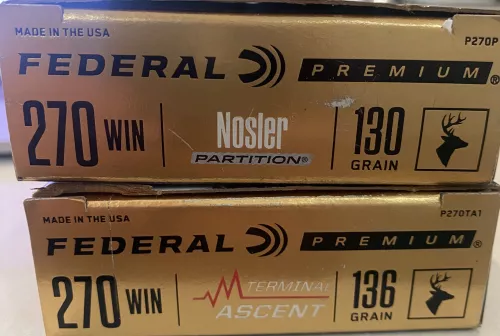 MADE IN THE USA P270P
FEDERAL PREMIUM®
270 WIN Nosler PARTITION® 130 GRAIN
MADE IN THE USA P270TA1
FEDERAL PREMIUM®
270 WIN TERMINAL ASCENT 136 GRAIN